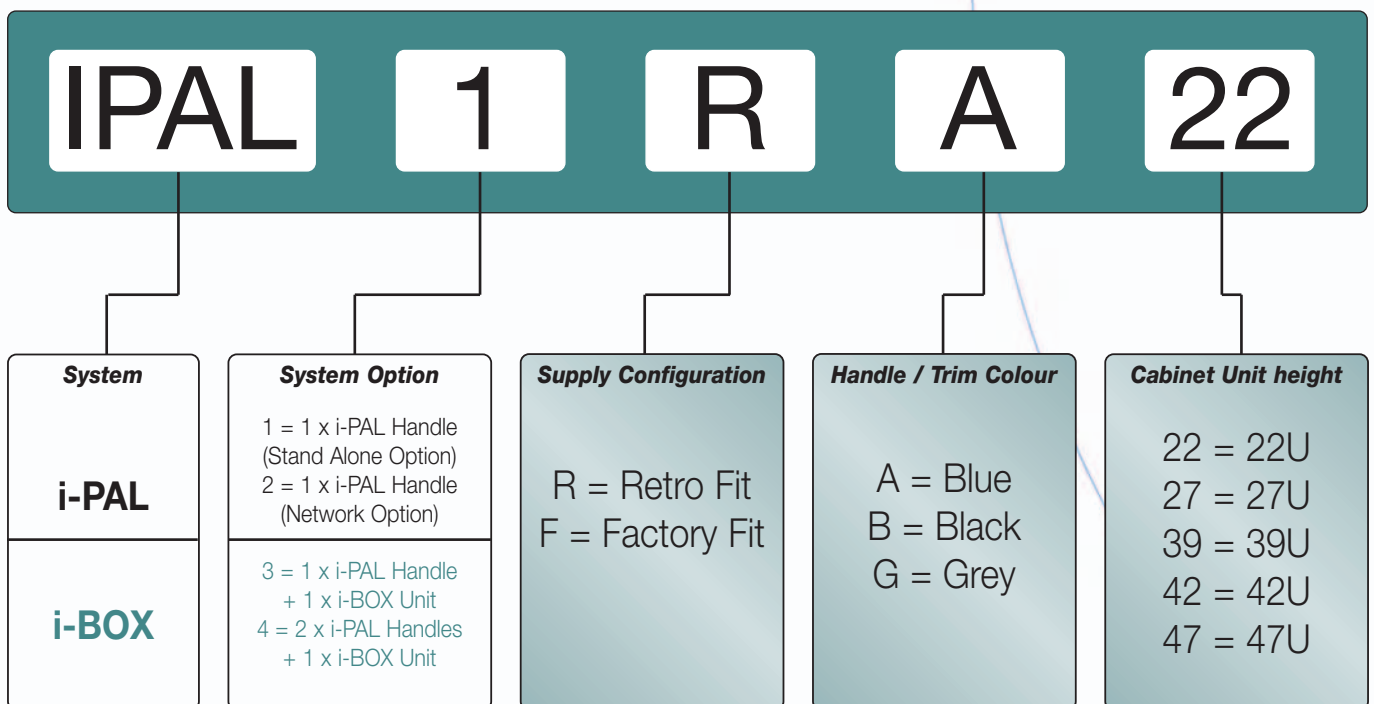 IPAL 1 R A 22
System
i-PAL
i-BOX
System Option
1 = 1 x i-PAL Handle
(Stand Alone Option)
2 = 1 x i-PAL Handle
(Network Option)
3 = 1 x i-PAL Handle
+ 1 x i-BOX Unit
4 = 2 x i-PAL Handles
+ 1 x i-BOX Unit
Supply Configuration
R = Retro Fit
F = Factory Fit
Handle / Trim Colour
A = Blue
B = Black
G = Grey
Cabinet Unit height
22 = 22U
27 = 27U
39 = 39U
42 = 42U
47 = 47U